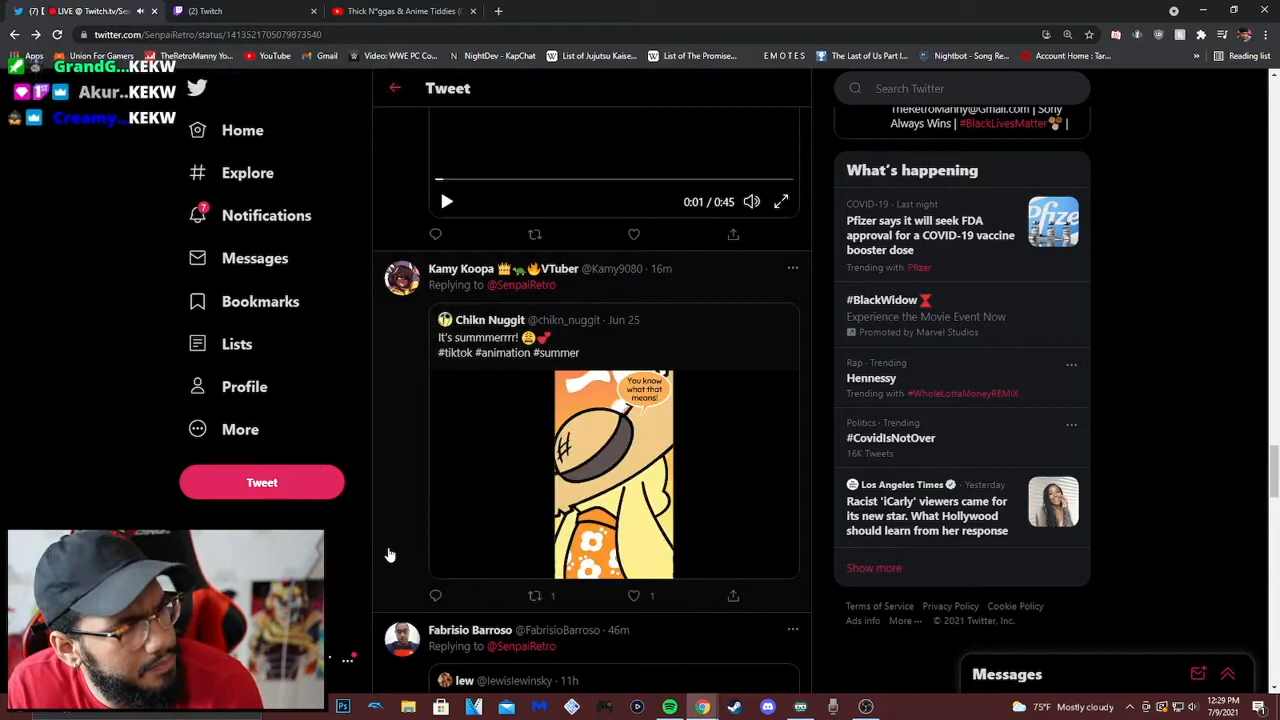 (7) [ 🔴 LIVE @ Twitch.tv/Se
(2) Twitch
Thick N*ggas & Anime Tiddies (
twitter.com/SenpaiRetro/status/1413521705079873540
Apps
Union For Gamers
TheRetroManny - Yo
YouTube
Gmail
Video: WWE PC Co
NightDev - KapChat
List of Jujutsu Kaise
List of The Promise
The Last of Us Part I
Nightbot - Song Re
Account Home : Tar
Reading list
GrandG...KEKW
Akur..KEKW
Creamy...KEKW
Home
Explore
Notifications
7
Messages
Bookmarks
Lists
Profile
More
Tweet
Tweet
0:01 / 0:45
Kamy Koopa 👑🐢🔥VTuber @Kamy9080 · 16m
Replying to @SenpaiRetro
Chikn Nuggit @chikn_nuggit · Jun 25
It's summmerrrr! 😩💕
#tiktok #animation #summer
You know
what that
means!
1
1
Fabrisio Barroso @FabrisioBarroso · 46m
Replying to @SenpaiRetro
lew @lewislewinsky · 11h
Search Twitter
TheRetroManny@Gmail.com | Sony
Always Wins | #BlackLivesMatter |
What's happening
COVID-19 · Last night
Pfizer says it will seek FDA
approval for a COVID-19 vaccine
booster dose
Trending with Pfizer
#BlackWidow
Experience the Movie Event Now
Promoted by Marvel Studios
Rap · Trending
Hennessy
Trending with #WholeLottaMoneyREMIX
Politics · Trending
#CovidIsNotOver
16K Tweets
Los Angeles Times · Yesterday
Racist 'iCarly' viewers came for
its new star. What Hollywood
should learn from her response
Show more
Terms of Service Privacy Policy Cookie Policy
Ads info More ··· © 2021 Twitter, Inc.
Messages
75°F Mostly cloudy
12:29 PM
7/9/2021